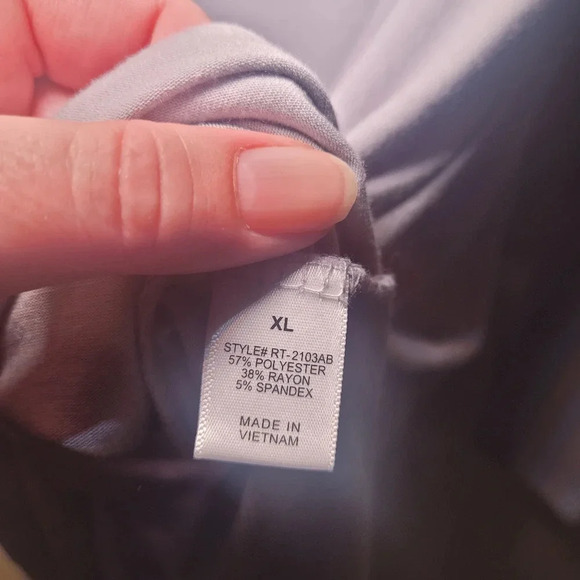 XL
STYLE# RT-2103AB
57% POLYESTER
38% RAYON
5% SPANDEX
MADE IN
VIETNAM